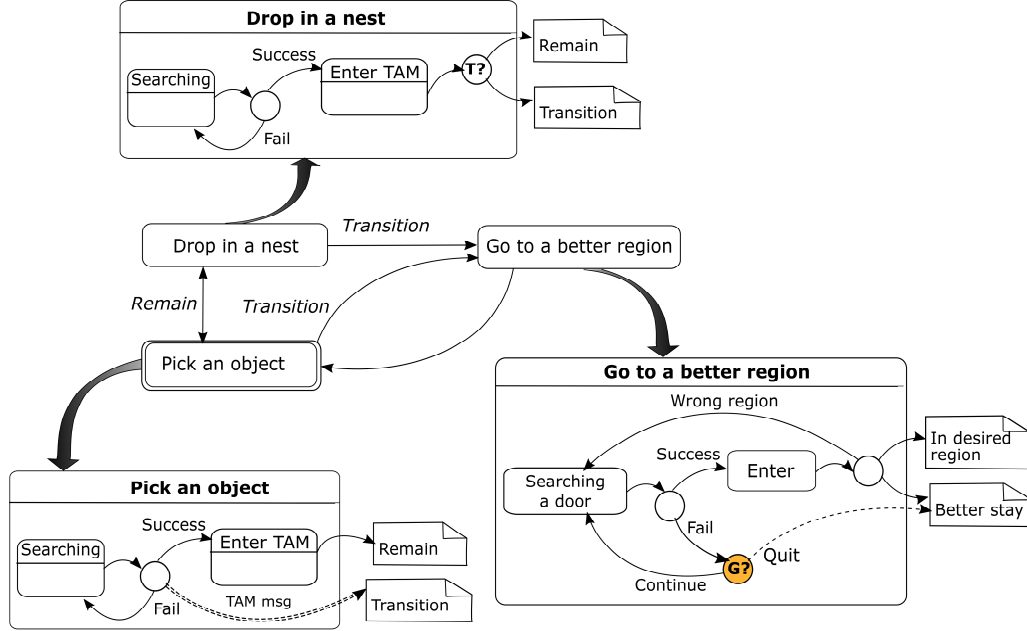 Drop in a nest
Searching
Success
Fail
Enter TAM
T?
Remain
Transition
Drop in a nest
Transition
Go to a better region
Remain
Transition
Pick an object
Pick an object
Searching
Success
Fail
Enter TAM
TAM msg
Remain
Transition
Go to a better region
Wrong region
Searching
a door
Success
Fail
Enter
G?
Quit
Continue
In desired
region
Better stay